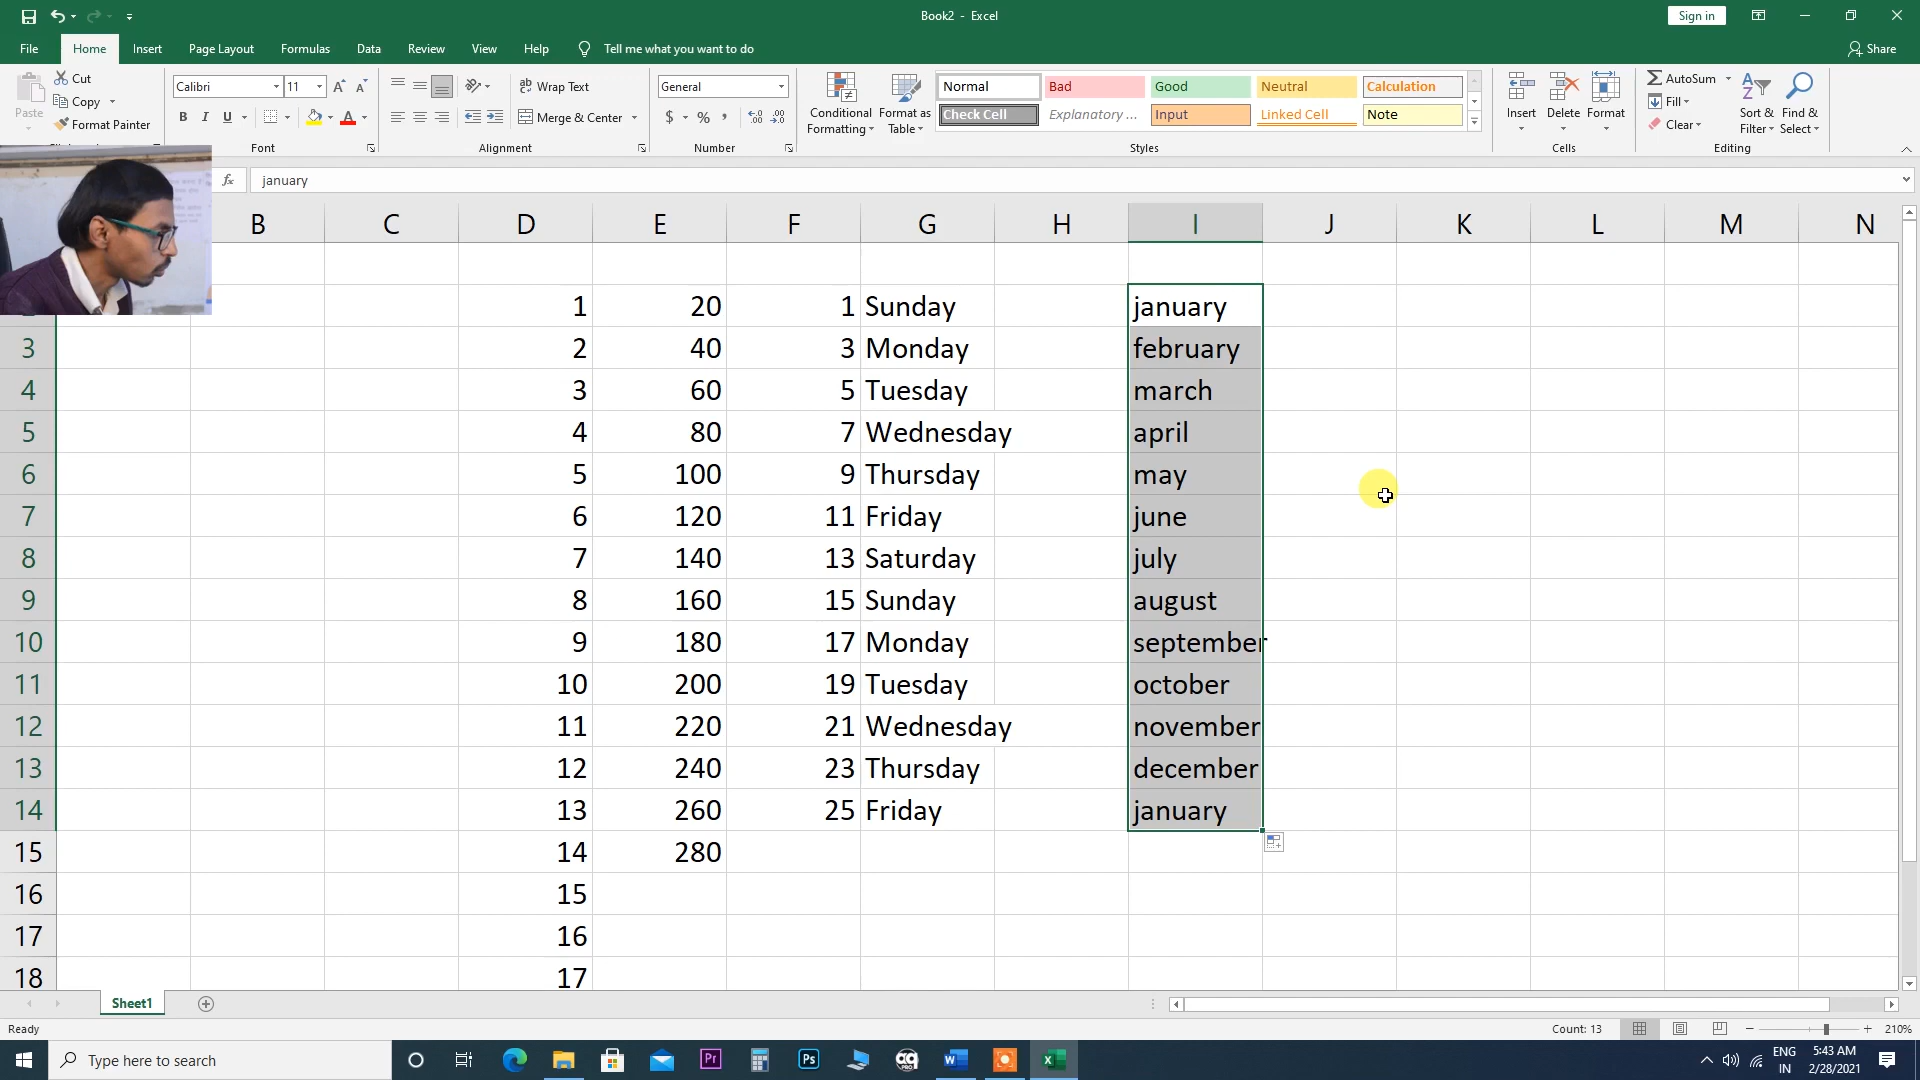 Book2 - Excel
Sign in
File Home Insert Page Layout Formulas Data Review View Help Tell me what you want to do
Share
Paste
Cut
Copy
Format Painter
Calibri 11
B I U
Font
Wrap Text
Merge & Center
Alignment
General
$ % ,
Number
Conditional Formatting
Format as Table
Normal Bad Good Neutral Calculation
Check Cell Explanatory ... Input Linked Cell Note
Styles
Insert Delete Format
Cells
AutoSum
Fill
Clear
Sort & Filter
Find & Select
Editing
fx january
B C D E F G H I J K L M N
1 20 1 Sunday january
3 2 40 3 Monday february
4 3 60 5 Tuesday march
5 4 80 7 Wednesday april
6 5 100 9 Thursday may
7 6 120 11 Friday june
8 7 140 13 Saturday july
9 8 160 15 Sunday august
10 9 180 17 Monday september
11 10 200 19 Tuesday october
12 11 220 21 Wednesday november
13 12 240 23 Thursday december
14 13 260 25 Friday january
15 14 280
16 15
17 16
18 17
Sheet1
Ready
Count: 13
210%
Type here to search
Pr
Ps
ENG
IN
5:43 AM
2/28/2021